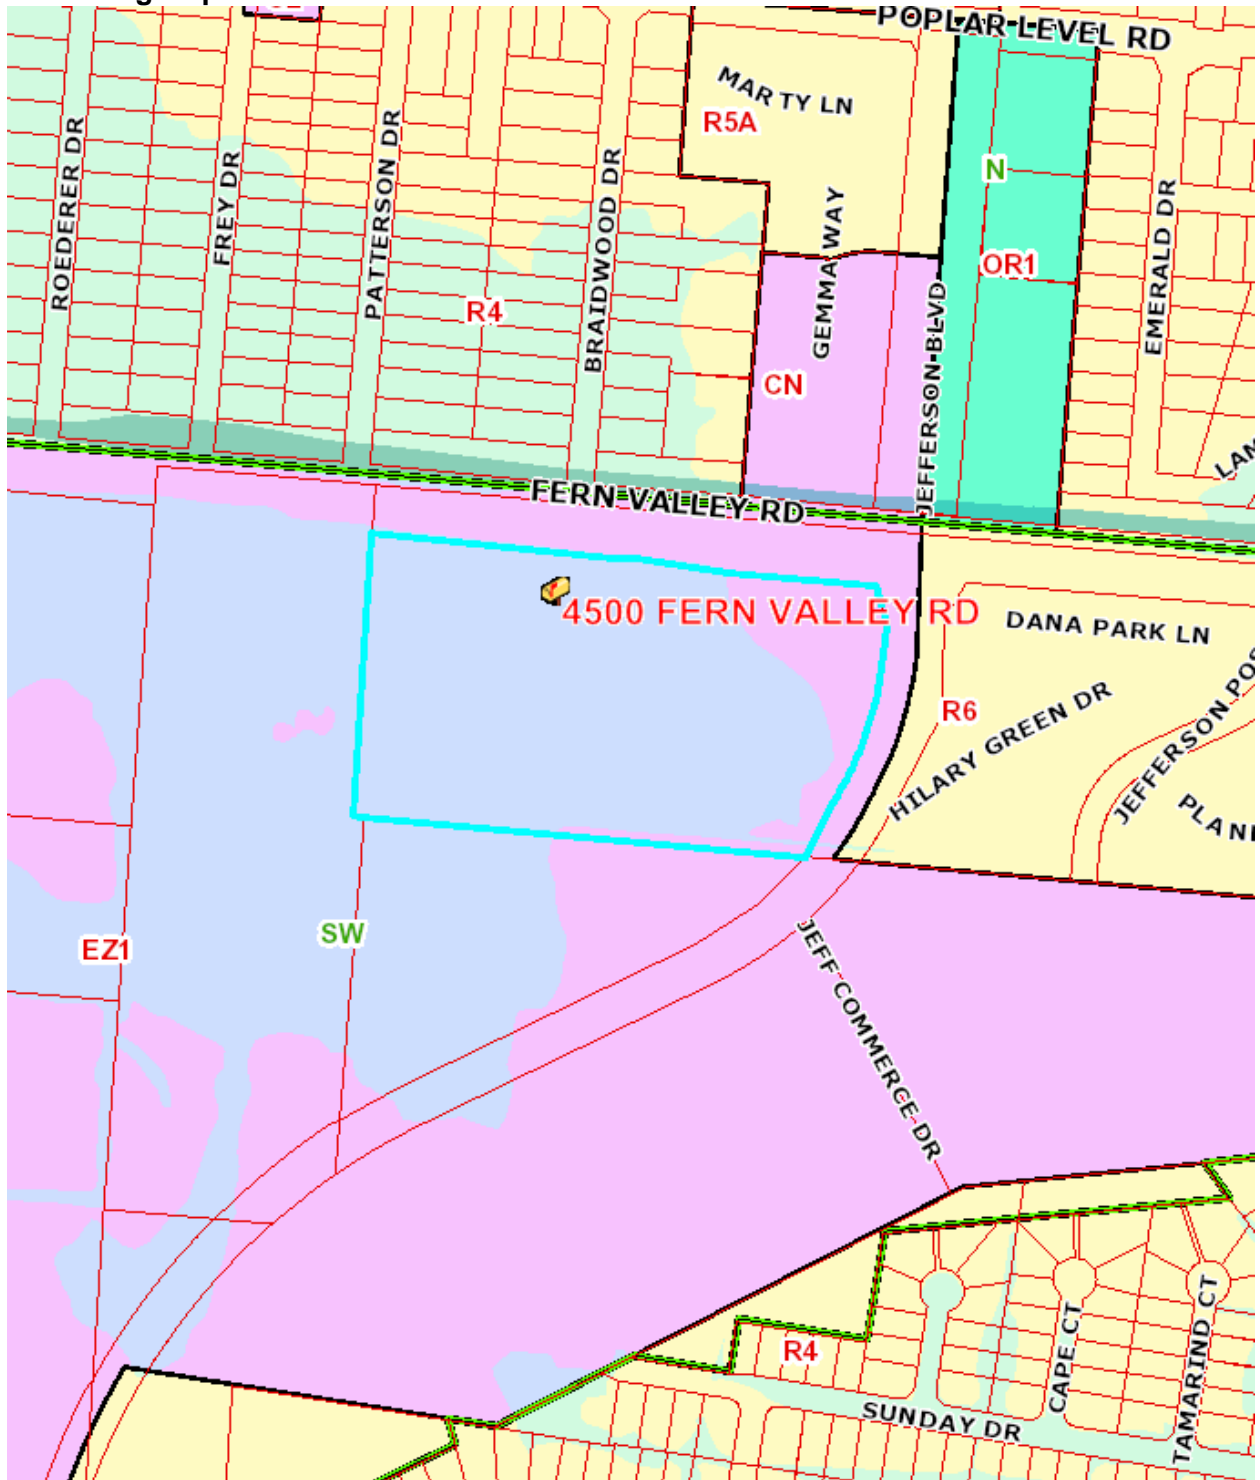 POPLAR LEVEL RD
MARTY LN
R5A
ROEDERER DR
FREY DR
PATTERSON DR
BRAIDWOOD DR
N
GEMMA WAY
EMERALD DR
OR1
R4
JEFFERSON BLVD
CN
FERN VALLEY RD
4500 FERN VALLEY RD
DANA PARK LN
R6
HILARY GREEN DR
EZ1
SW
JEFF COMMERCE DR
R4
CAPE CT
TAMARIND CT
SUNDAY DR